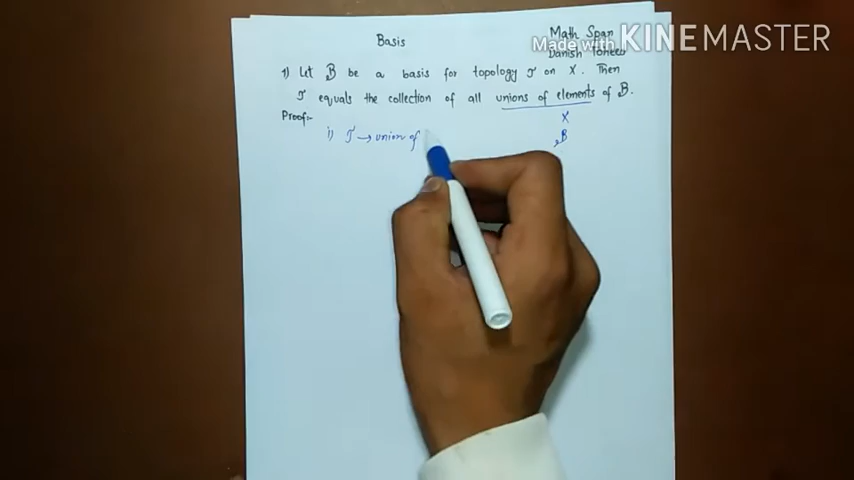 Basis
Math Span
Danish
Made with KINEMASTER
1) Let B be a basis for topology T on X. Then
T equals the collection of all unions of elements of B.
Proof:-
X
i) T → union of
B